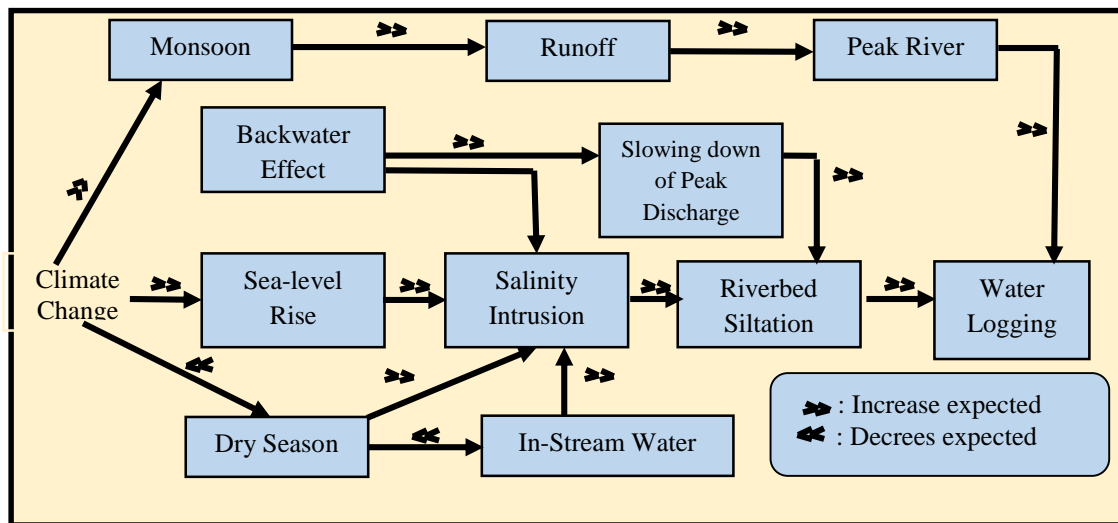 Monsoon
Runoff
Peak River
Backwater
Effect
Slowing down
of Peak
Discharge
Climate
Change
Sea-level
Rise
Salinity
Intrusion
Riverbed
Siltation
Water
Logging
Dry Season
In-Stream Water
: Increase expected
: Decrees expected